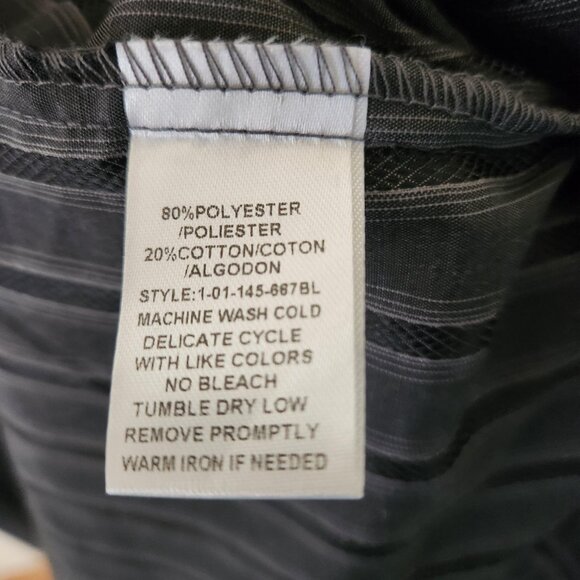 80%POLYESTER
/POLIESTER
20%COTTON/COTON
/ALGODON
STYLE:1-01-145-667BL
MACHINE WASH COLD
DELICATE CYCLE
WITH LIKE COLORS
NO BLEACH
TUMBLE DRY LOW
REMOVE PROMPTLY
WARM IRON IF NEEDED